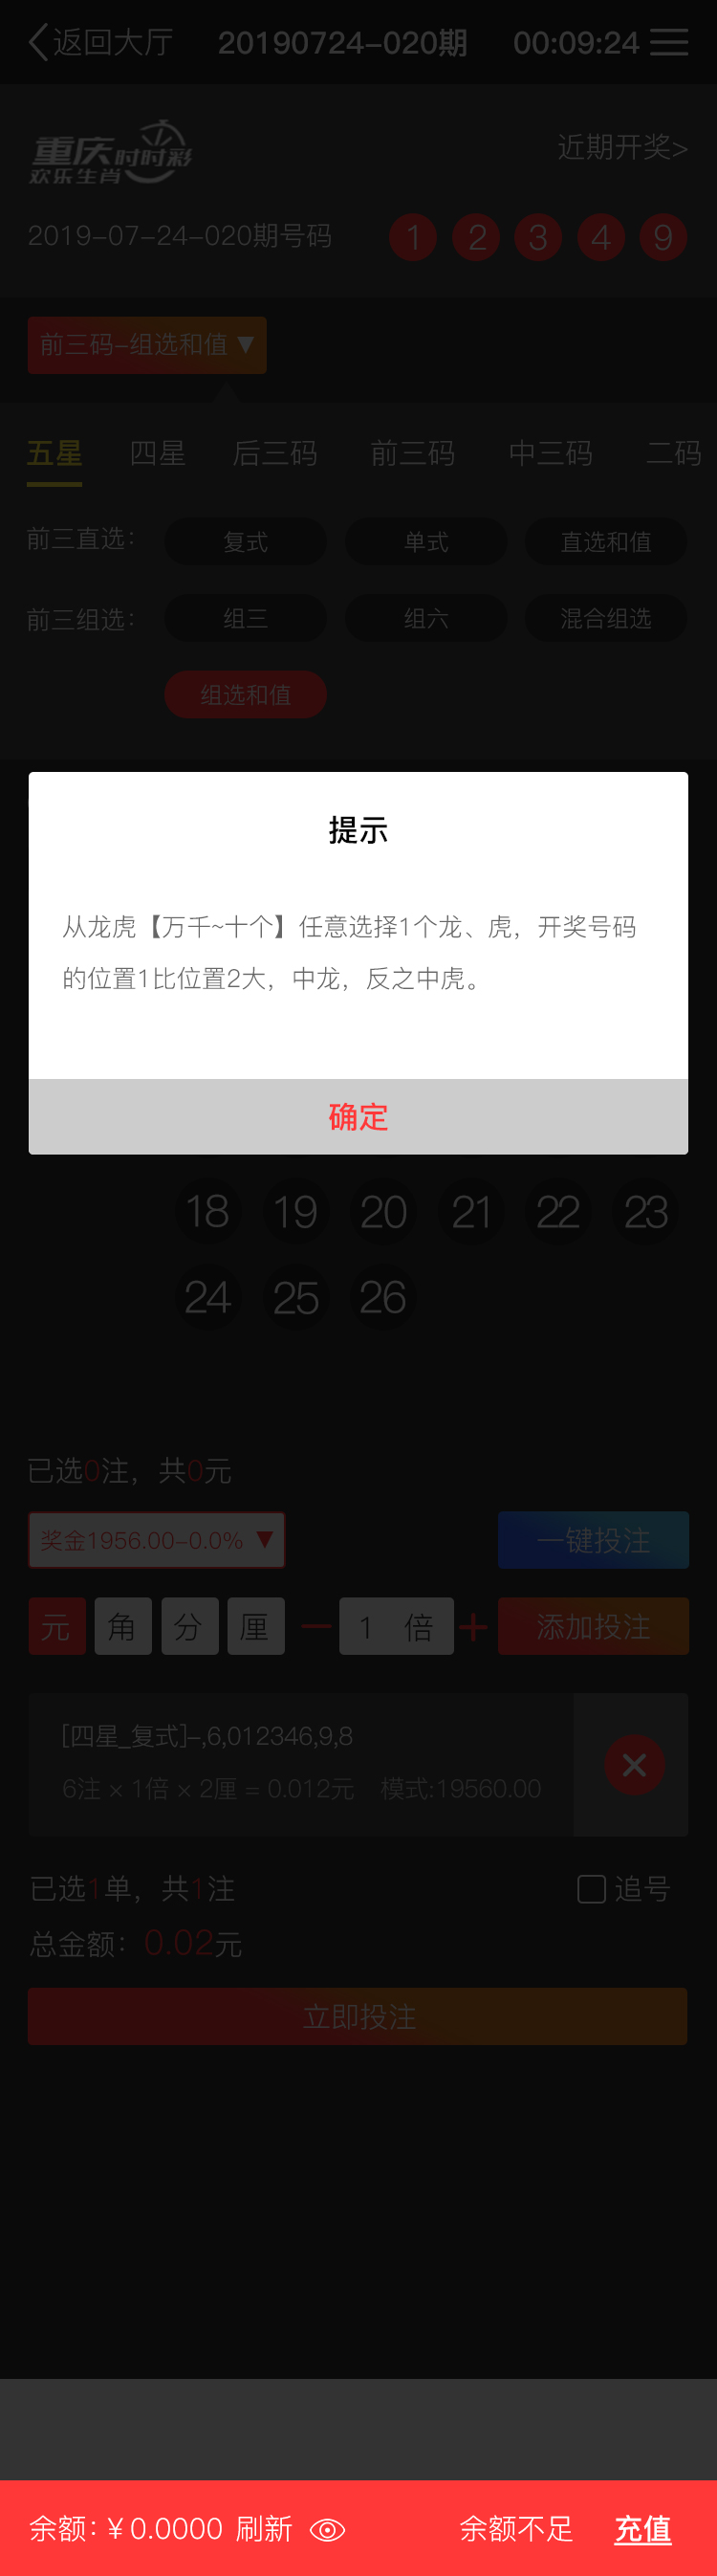 返回大厅 20190724-020期 00:09:24
重庆时时彩
欢乐生肖
近期开奖>
2019-07-24-020期号码 1 2 3 4 9
前三码-组选和值 ▼
五星 四星 后三码 前三码 中三码 二码
前三直选： 复式 单式 直选和值
前三组选： 组三 组六 混合组选
组选和值
提示
从龙虎【万千~十个】任意选择1个龙、虎，开奖号码
的位置1比位置2大，中龙，反之中虎。
确定
18 19 20 21 22 23
24 25 26
已选0注，共0元
奖金1956.00-0.0% ▼ 一键投注
元 角 分 厘 — 1 倍 + 添加投注
[四星_复式]-,6,012346,9,8
6注 × 1倍 × 2厘 = 0.012元 模式:19560.00
已选1单，共1注 追号
总金额：0.02元
立即投注
余额：¥0.0000 刷新 余额不足 充值